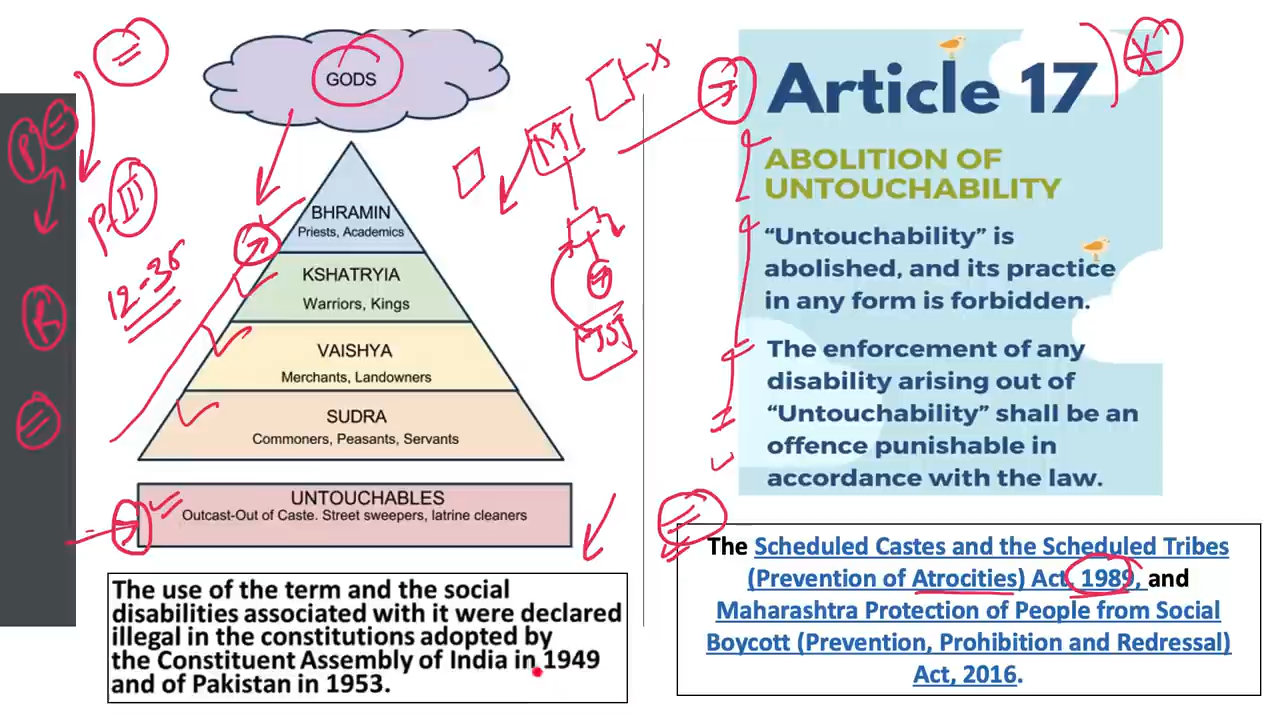 GODS
BHRAMIN
Priests, Academics
KSHATRYIA
Warriors, Kings
VAISHYA
Merchants, Landowners
SUDRA
Commoners, Peasants, Servants
UNTOUCHABLES
Outcast-Out of Caste. Street sweepers, latrine cleaners
The use of the term and the social
disabilities associated with it were declared
illegal in the constitutions adopted by
the Constituent Assembly of India in 1949
and of Pakistan in 1953.
P
P III
12-35
Article 17
ABOLITION OF
UNTOUCHABILITY
“Untouchability” is
abolished, and its practice
in any form is forbidden.
The enforcement of any
disability arising out of
“Untouchability” shall be an
offence punishable in
accordance with the law.
The Scheduled Castes and the Scheduled Tribes
(Prevention of Atrocities) Act, 1989, and
Maharashtra Protection of People from Social
Boycott (Prevention, Prohibition and Redressal)
Act, 2016.